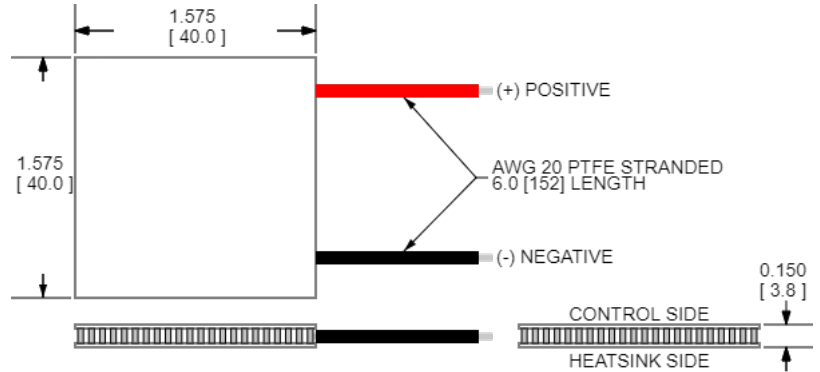 1.575
[ 40.0 ]
(+) POSITIVE
1.575
[ 40.0 ]
AWG 20 PTFE STRANDED
6.0 [152] LENGTH
(-) NEGATIVE
0.150
[ 3.8 ]
CONTROL SIDE
HEATSINK SIDE